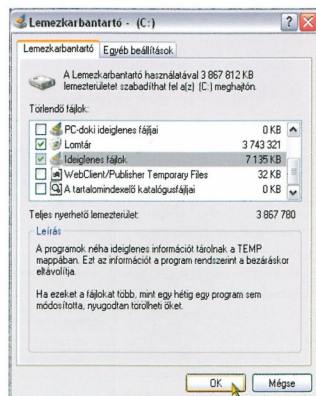 Lemezkarbantartó - (C:)
Lemezkarbantartó Egyéb beállítások
A Lemezkarbantartó használatával 3 867 812 KB
lemezterületet szabadíthat fel a(z) (C:) meghajtón.
Törlendő fájlok:
PC-doki ideiglenes fájljai 0 KB
Lomtár 3 743 321
Ideiglenes fájlok 7 135 KB
WebClient/Publisher Temporary Files 32 KB
A tartalomindexelő katalógusfájljai 0 KB
Teljes nyerhető lemezterület: 3 867 780
Leírás
A programok néha ideiglenes információt tárolnak a TEMP
mappában. Ezt az információt a program rendszerint a bezáráskor
eltávolítja.
Ha ezeket a fájlokat több, mint egy hétig egy program sem
módosította, nyugodtan törölheti őket.
OK Mégse